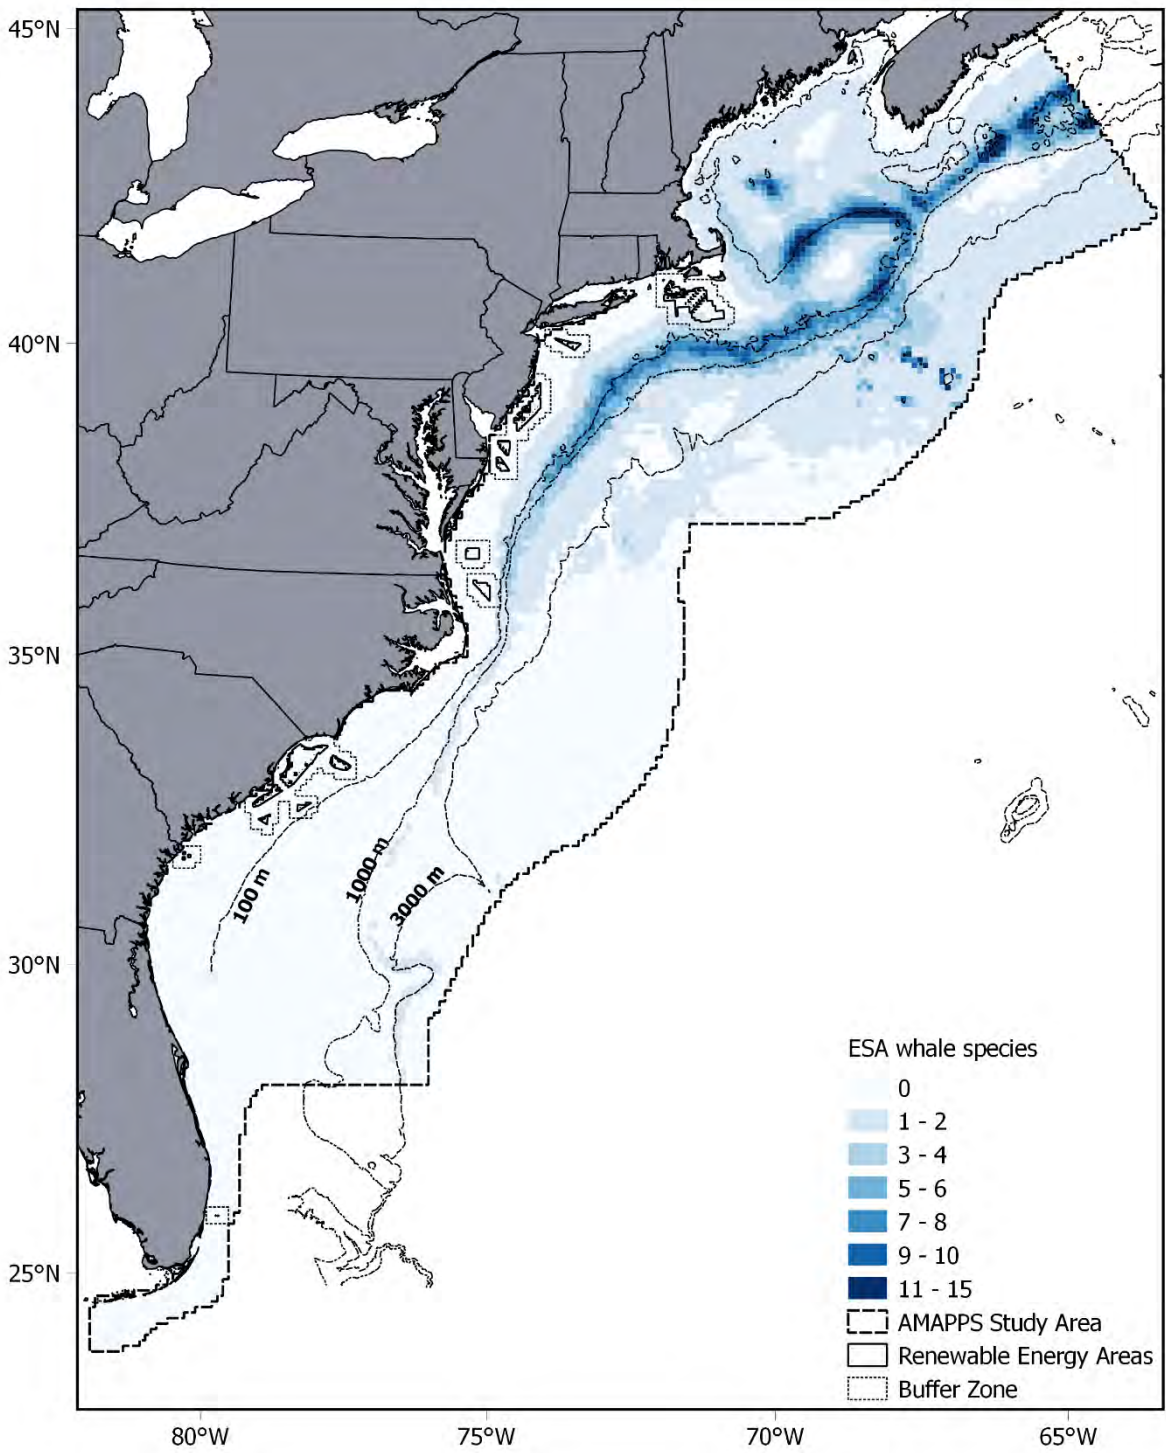 45°N
40°N
35°N
30°N
25°N
100 m
1000 m
3000 m
ESA whale species
0
1 - 2
3 - 4
5 - 6
7 - 8
9 - 10
11 - 15
AMAPPS Study Area
Renewable Energy Areas
Buffer Zone
80°W
75°W
70°W
65°W